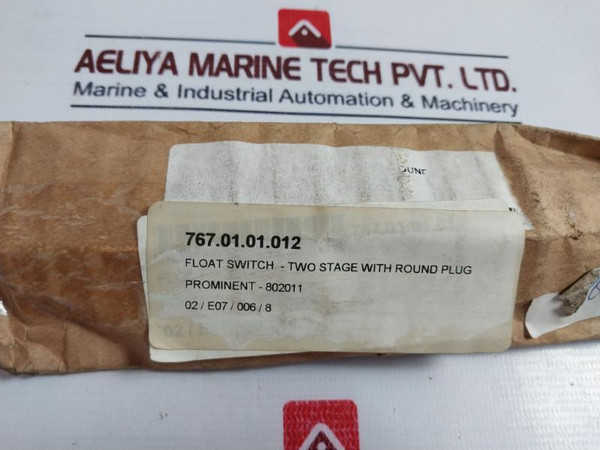 AELIYA MARINE TECH PVT. LTD.
Marine & Industrial Automation & Machinery
OUNT
767.01.01.012
FLOAT SWITCH - TWO STAGE WITH ROUND PLUG
PROMINENT - 802011
02 / E07 / 006 / 8